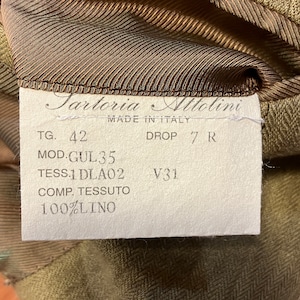 Sartoria Attolini
MADE IN ITALY
TG. 42 DROP 7 R
MOD. GUL35
TESS. 1DLA02 V31
COMP. TESSUTO
100% LINO